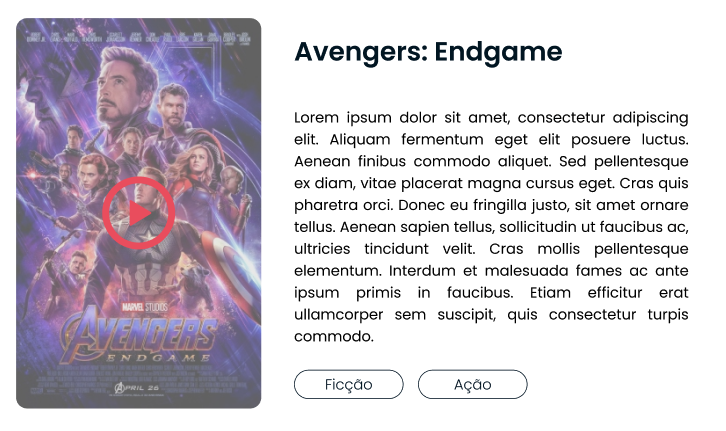 Avengers: Endgame
Lorem ipsum dolor sit amet, consectetur adipiscing
elit. Aliquam fermentum eget elit posuere luctus.
Aenean finibus commodo aliquet. Sed pellentesque
ex diam, vitae placerat magna cursus eget. Cras quis
pharetra orci. Donec eu fringilla justo, sit amet ornare
tellus. Aenean sapien tellus, sollicitudin ut faucibus ac,
ultricies tincidunt velit. Cras mollis pellentesque
elementum. Interdum et malesuada fames ac ante
ipsum primis in faucibus. Etiam efficitur erat
ullamcorper sem suscipit, quis consectetur turpis
commodo.
Ficção
Ação
MARVEL STUDIOS
AVENGERS
ENDGAME
APRIL 26